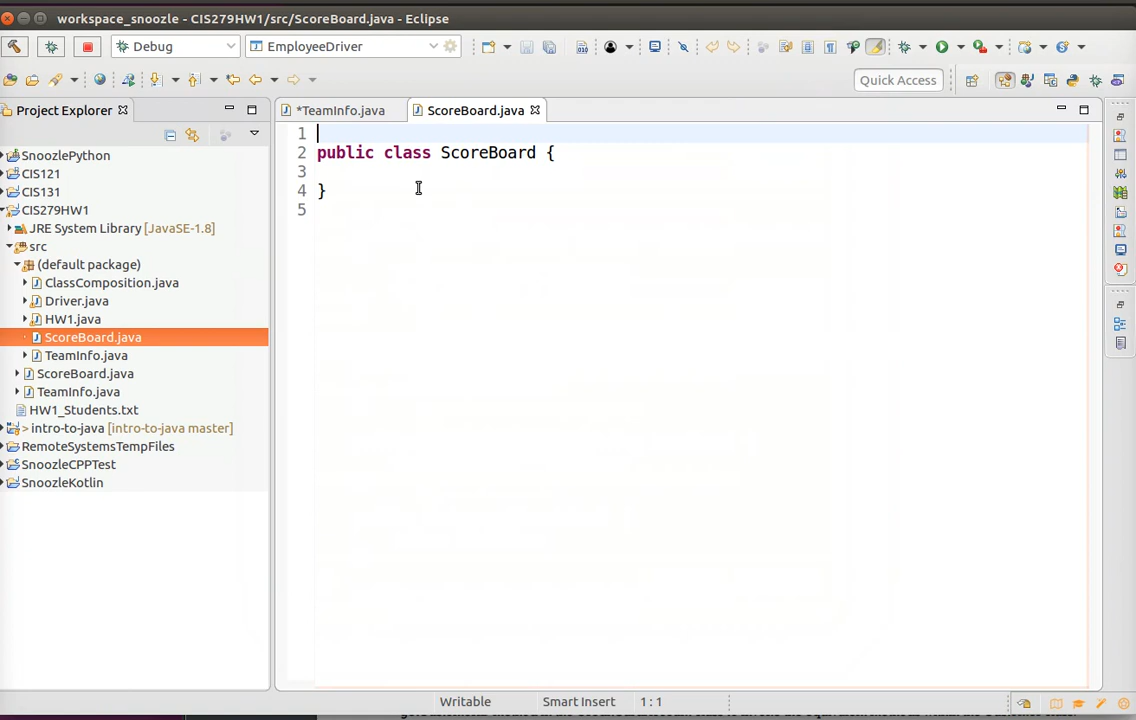 workspace_snoozle - CIS279HW1/src/ScoreBoard.java - Eclipse
Debug
EmployeeDriver
Quick Access
Project Explorer
*TeamInfo.java
ScoreBoard.java
SnoozlePython
CIS121
CIS131
CIS279HW1
JRE System Library [JavaSE-1.8]
src
(default package)
ClassComposition.java
Driver.java
HW1.java
ScoreBoard.java
TeamInfo.java
ScoreBoard.java
TeamInfo.java
HW1_Students.txt
> intro-to-java [intro-to-java master]
RemoteSystemsTempFiles
SnoozleCPPTest
SnoozleKotlin
1
2 public class ScoreBoard {
3
4 }
5
Writable
Smart Insert
1 : 1